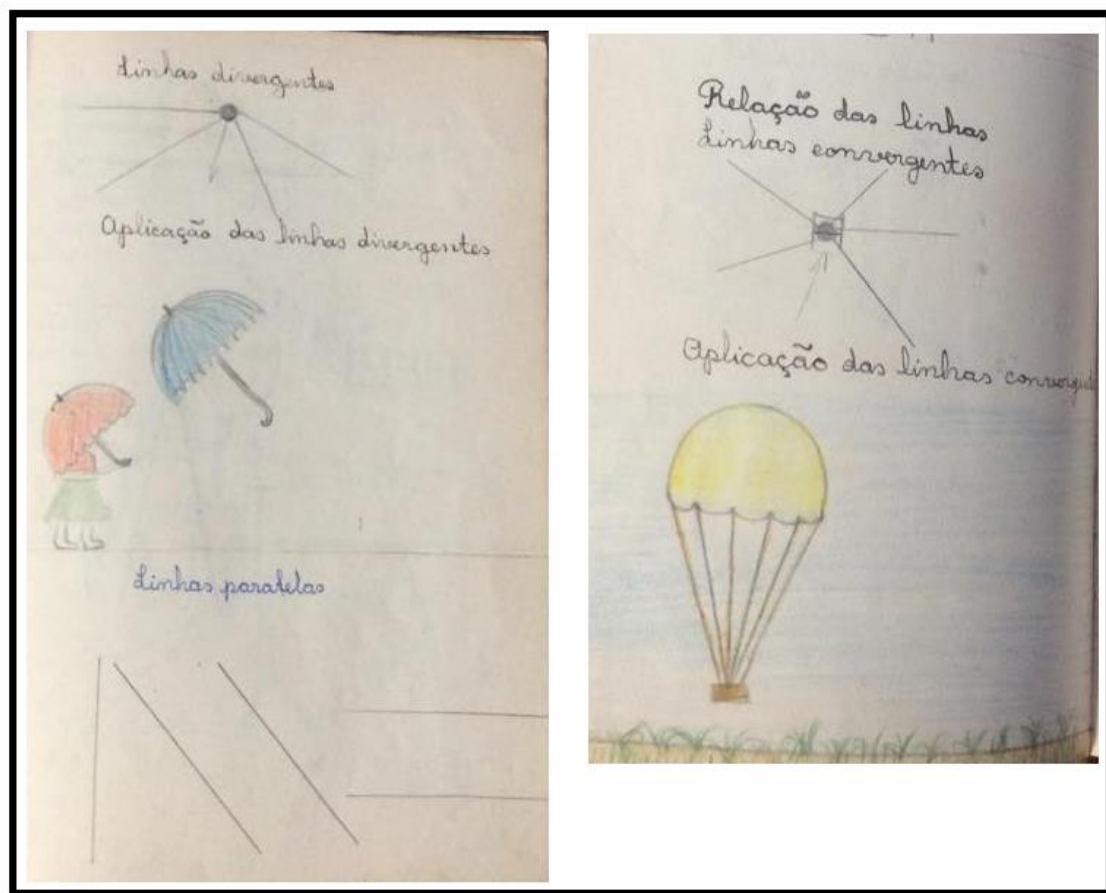 Linhas divergentes
Aplicação das linhas divergentes
Linhas paralelas
Relação das linhas
Linhas convergentes
Aplicação das linhas